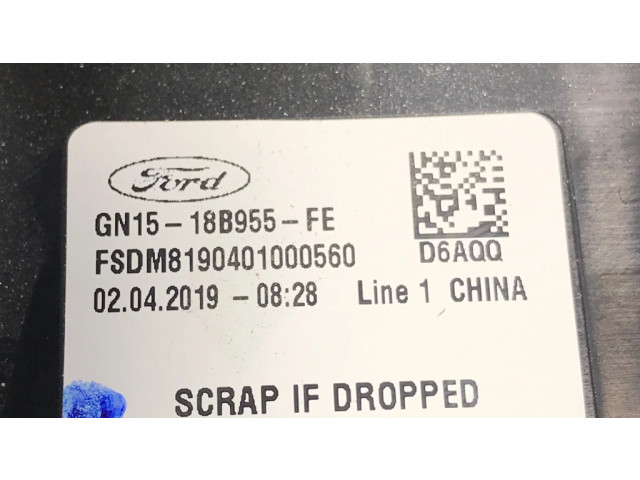 Ford
GN15-18B955-FE
FSDM8190401000560
D6AQQ
02.04.2019-08:28 Line 1 CHINA
SCRAP IF DROPPED